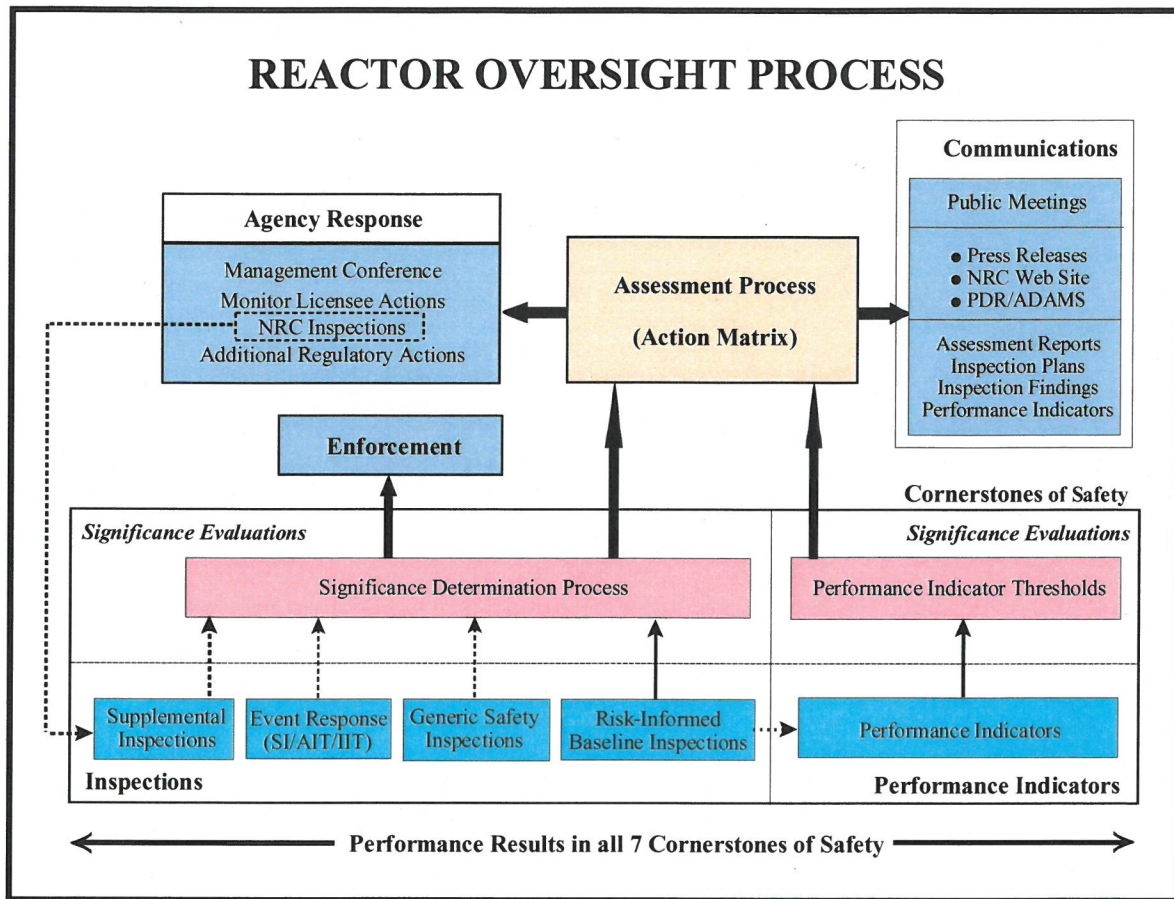 REACTOR OVERSIGHT PROCESS
Communications
Public Meetings
● Press Releases
● NRC Web Site
● PDR/ADAMS
Assessment Reports
Inspection Plans
Inspection Findings
Performance Indicators
Agency Response
Management Conference
Monitor Licensee Actions
NRC Inspections
Additional Regulatory Actions
Assessment Process
(Action Matrix)
Enforcement
Cornerstones of Safety
Significance Evaluations
Significance Evaluations
Significance Determination Process
Performance Indicator Thresholds
Supplemental
Inspections
Event Response
(SI/AIT/IIT)
Generic Safety
Inspections
Risk-Informed
Baseline Inspections
Performance Indicators
Inspections
Performance Indicators
Performance Results in all 7 Cornerstones of Safety